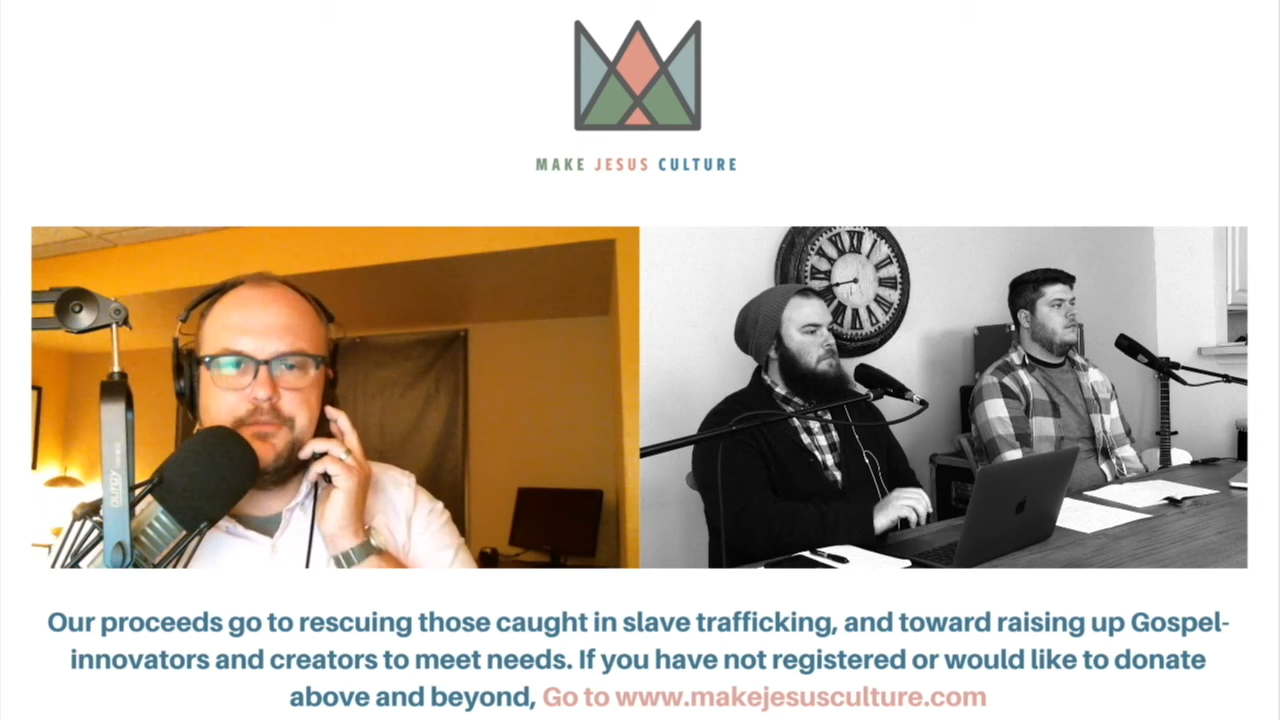 MAKE JESUS CULTURE
Our proceeds go to rescuing those caught in slave trafficking, and toward raising up Gospel-
innovators and creators to meet needs. If you have not registered or would like to donate
above and beyond, Go to www.makejesusculture.com